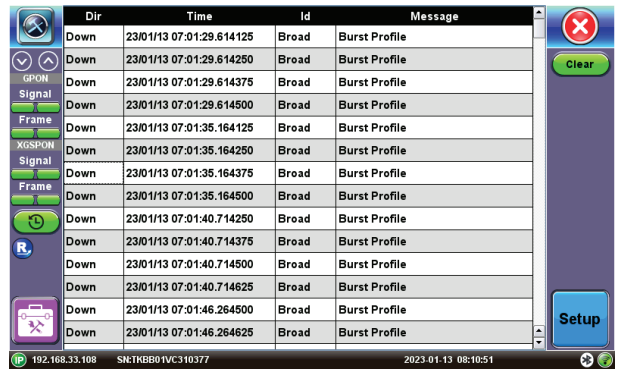 Dir Time Id Message
Down 23/01/13 07:01:29.614125 Broad Burst Profile
Down 23/01/13 07:01:29.614250 Broad Burst Profile
Down 23/01/13 07:01:29.614375 Broad Burst Profile
Down 23/01/13 07:01:29.614500 Broad Burst Profile
Down 23/01/13 07:01:35.164125 Broad Burst Profile
Down 23/01/13 07:01:35.164250 Broad Burst Profile
Down 23/01/13 07:01:35.164375 Broad Burst Profile
Down 23/01/13 07:01:35.164500 Broad Burst Profile
Down 23/01/13 07:01:40.714250 Broad Burst Profile
Down 23/01/13 07:01:40.714375 Broad Burst Profile
Down 23/01/13 07:01:40.714500 Broad Burst Profile
Down 23/01/13 07:01:40.714625 Broad Burst Profile
Down 23/01/13 07:01:46.264500 Broad Burst Profile
Down 23/01/13 07:01:46.264625 Broad Burst Profile
GPON
Signal
Frame
XGSPON
Signal
Frame
R.
Clear
Setup
IP 192.168.33.108 SN:TKBB01VC310377 2023-01-13 08:10:51